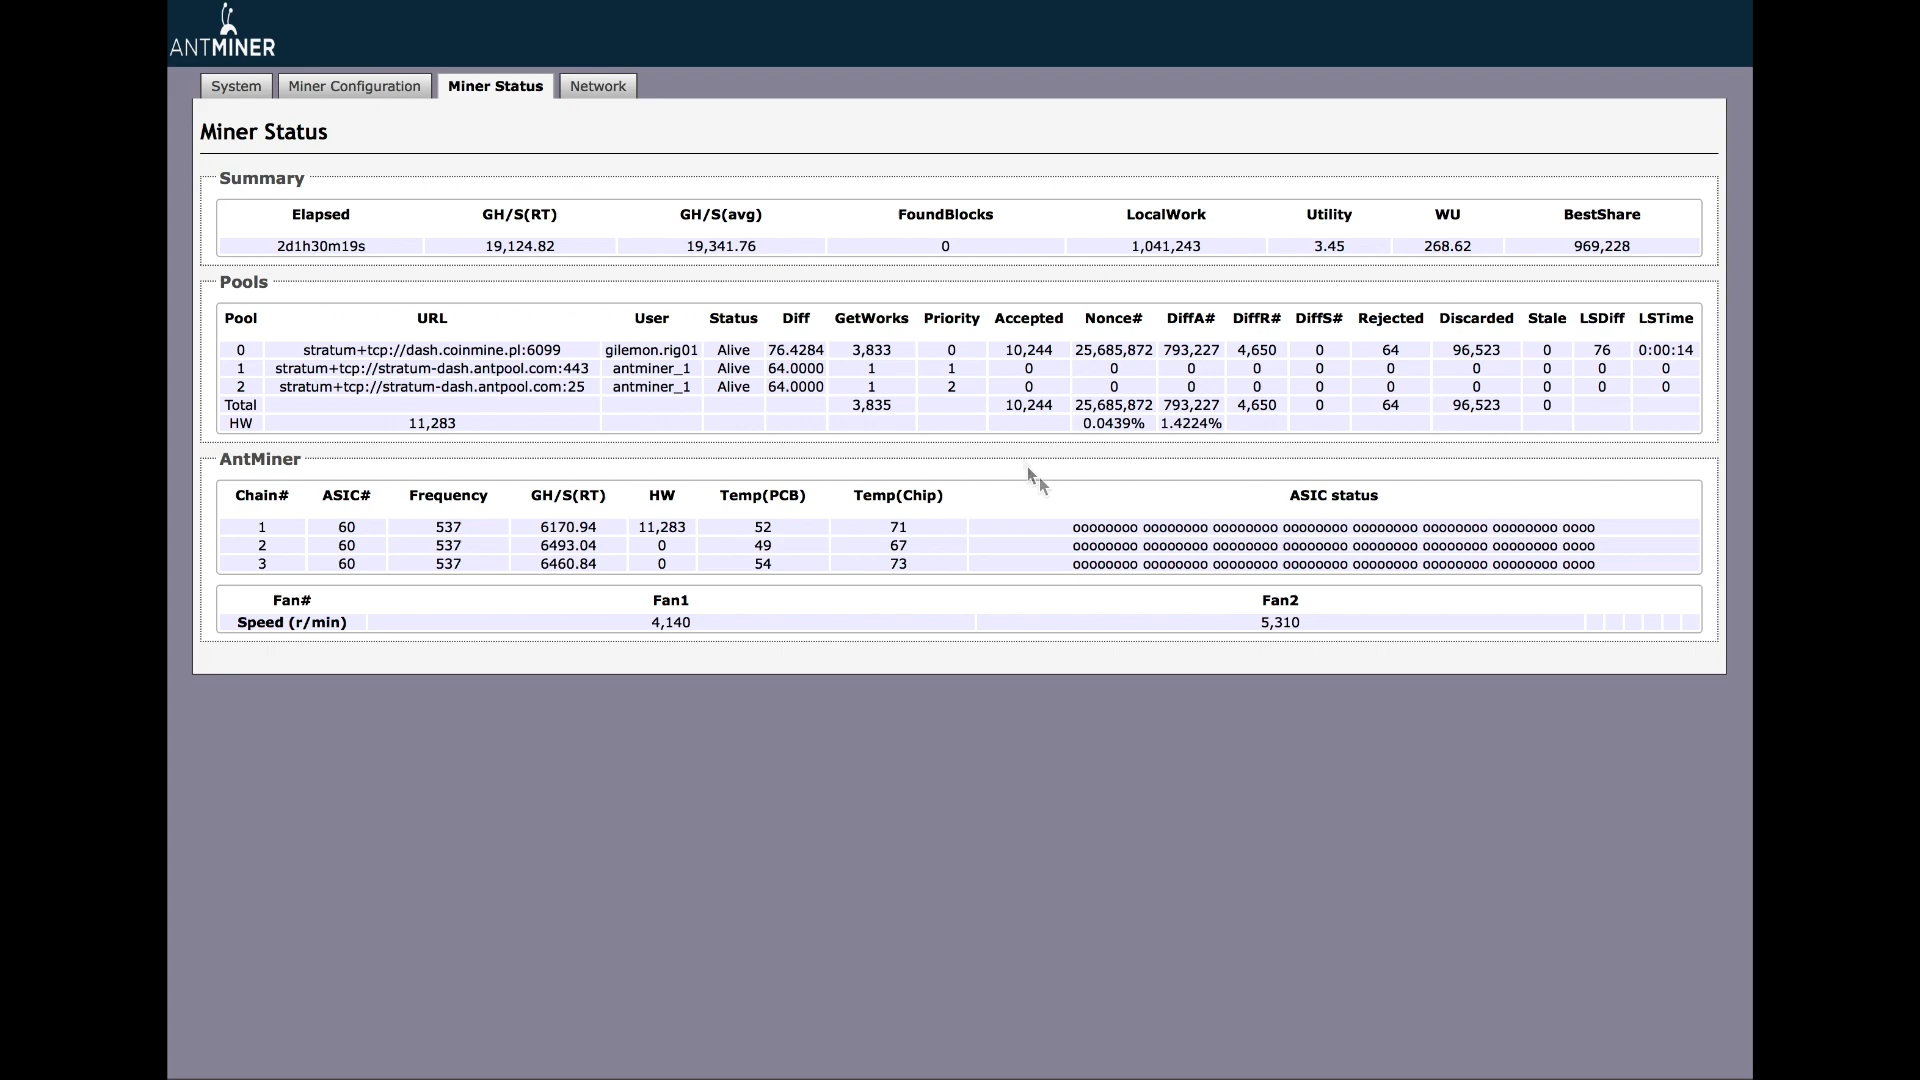 ANTMINER
System Miner Configuration Miner Status Network
Miner Status
Summary
Elapsed GH/S(RT) GH/S(avg) FoundBlocks LocalWork Utility WU BestShare
2d1h30m19s 19,124.82 19,341.76 0 1,041,243 3.45 268.62 969,228
Pools
Pool URL User Status Diff GetWorks Priority Accepted Nonce# DiffA# DiffR# DiffS# Rejected Discarded Stale LSDiff LSTime
0 stratum+tcp://dash.coinmine.pl:6099 gilemon.rig01 Alive 76.4284 3,833 0 10,244 25,685,872 793,227 4,650 0 64 96,523 0 76 0:00:14
1 stratum+tcp://stratum-dash.antpool.com:443 antminer_1 Alive 64.0000 1 1 0 0 0 0 0 0 0 0 0 0
2 stratum+tcp://stratum-dash.antpool.com:25 antminer_1 Alive 64.0000 1 2 0 0 0 0 0 0 0 0 0 0
Total 3,835 10,244 25,685,872 793,227 4,650 0 64 96,523 0
HW 11,283 0.0439% 1.4224%
AntMiner
Chain# ASIC# Frequency GH/S(RT) HW Temp(PCB) Temp(Chip) ASIC status
1 60 537 6170.94 11,283 52 71 oooooooo oooooooo oooooooo oooooooo oooooooo oooooooo oooooooo oooo
2 60 537 6493.04 0 49 67 oooooooo oooooooo oooooooo oooooooo oooooooo oooooooo oooooooo oooo
3 60 537 6460.84 0 54 73 oooooooo oooooooo oooooooo oooooooo oooooooo oooooooo oooooooo oooo
Fan# Fan1 Fan2
Speed (r/min) 4,140 5,310